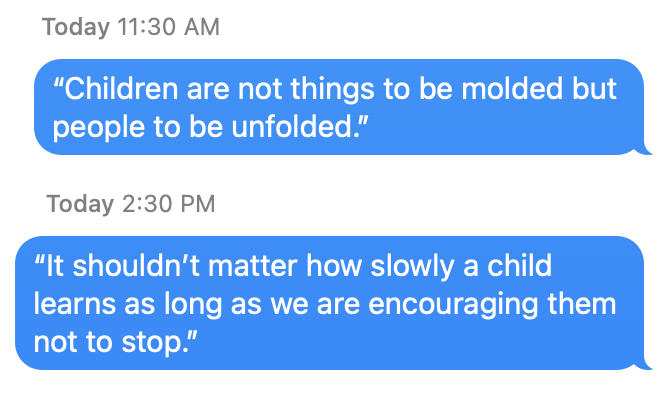 Today 11:30 AM
“Children are not things to be molded but
people to be unfolded.”
Today 2:30 PM
“It shouldn’t matter how slowly a child
learns as long as we are encouraging them
not to stop.”